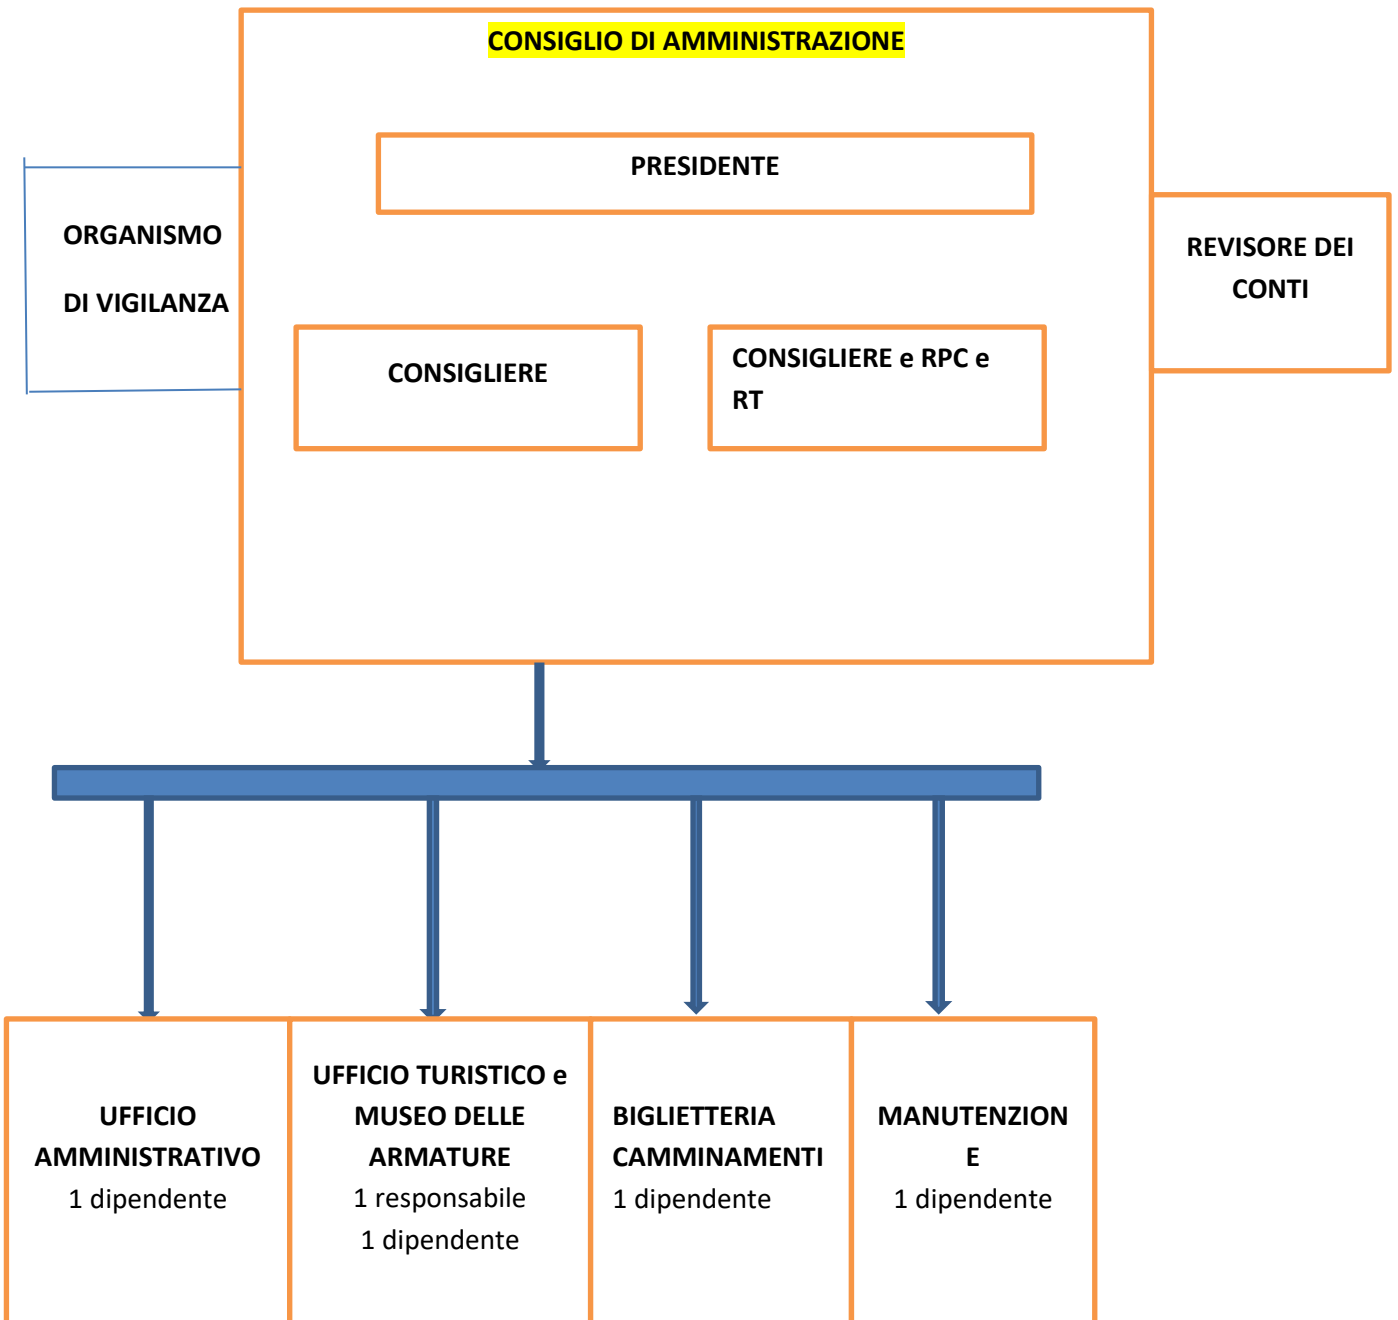 CONSIGLIO DI AMMINISTRAZIONE
PRESIDENTE
ORGANISMO
DI VIGILANZA
REVISORE DEI
CONTI
CONSIGLIERE
CONSIGLIERE e RPC e
RT
UFFICIO
AMMINISTRATIVO
1 dipendente
UFFICIO TURISTICO e
MUSEO DELLE
ARMATURE
1 responsabile
1 dipendente
BIGLIETTERIA
CAMMINAMENTI
1 dipendente
MANUTENZION
E
1 dipendente